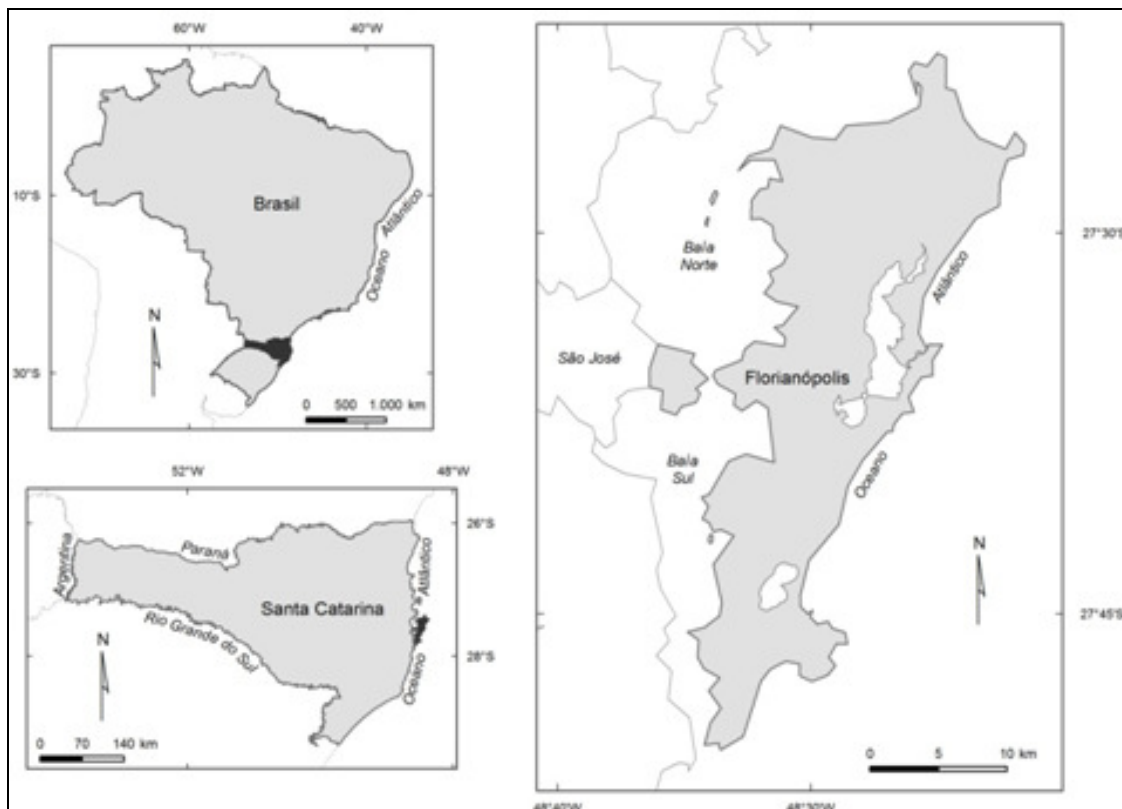 60°W
40°W
10°S
Brasil
Oceano Atlântico
N
30°S
0 500 1.000 km
52°W
48°W
26°S
Argentina
Paraná
Atlântico
Santa Catarina
Rio Grande do Sul
N
28°S
Oceano
0 70 140 km
27°30'S
Baía
Norte
Atlântico
São José
Florianópolis
Baía
Sul
Oceano
N
27°45'S
0 5 10 km
48°40'W
48°30'W